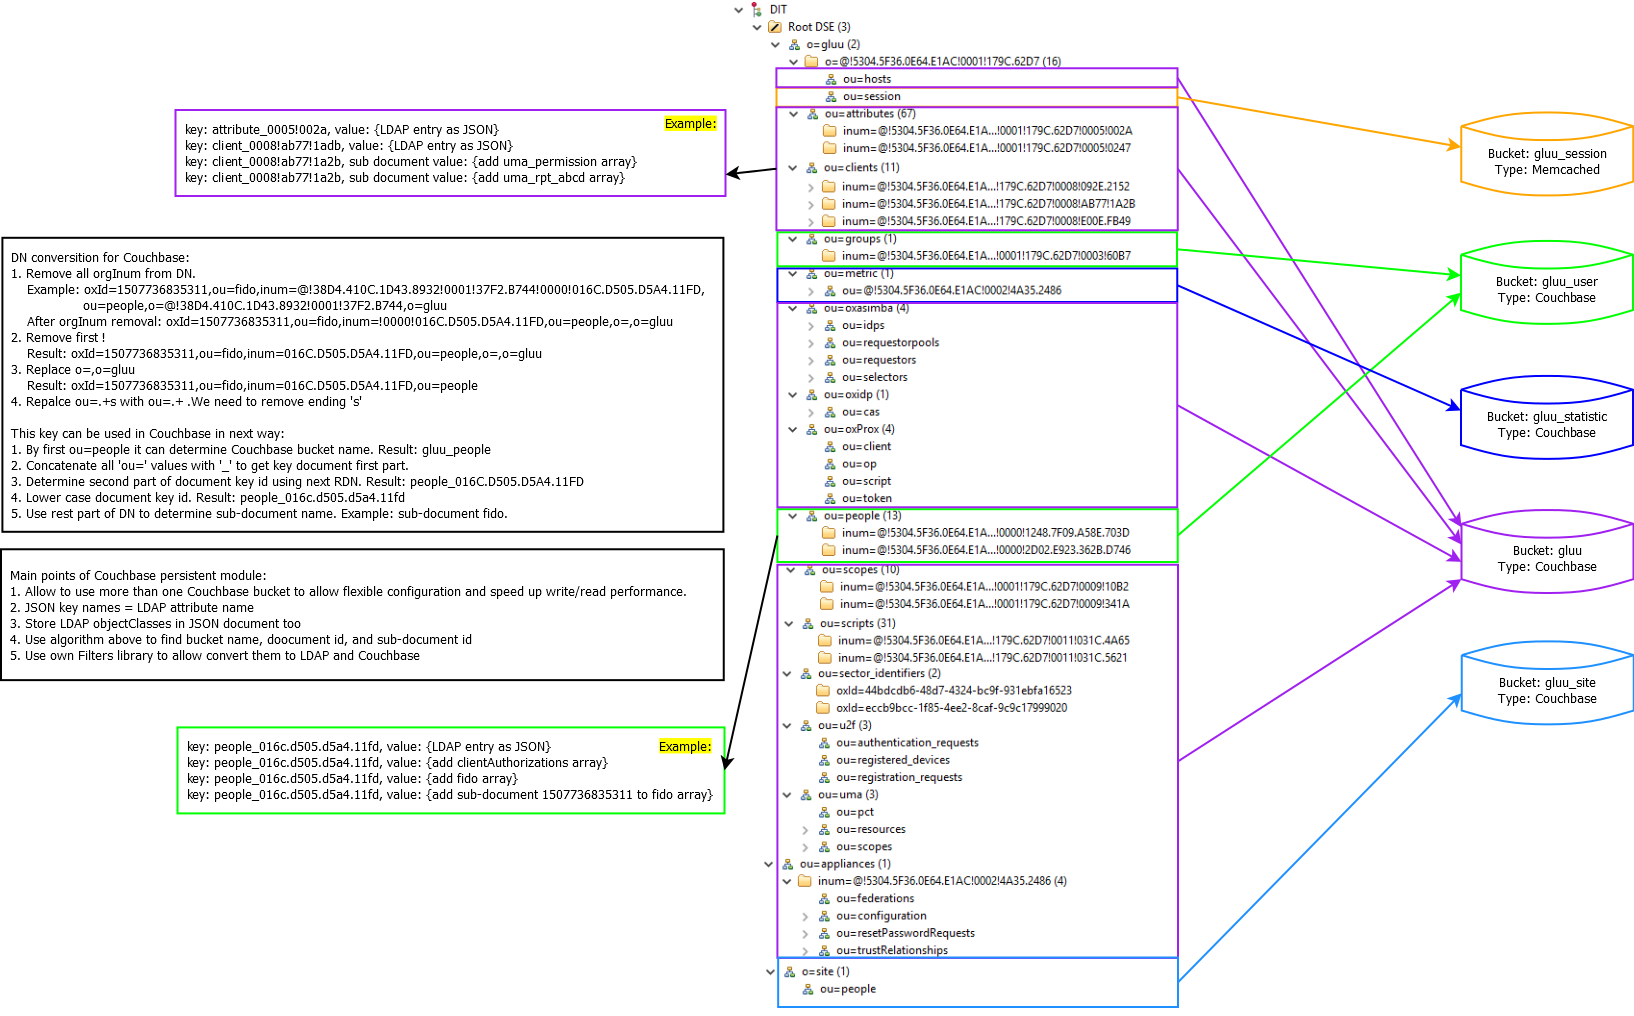 DIT
Root DSE (3)
o=gluu (2)
o=@!5304.5F36.0E64.E1AC!0001!179C.62D7 (16)
ou=hosts
ou=session
ou=attributes (67)
inum=@!5304.5F36.0E64.E1A...!0001!179C.62D7!0005!002A
inum=@!5304.5F36.0E64.E1A...!0001!179C.62D7!0005!0247
ou=clients (11)
inum=@!5304.5F36.0E64.E1A...!179C.62D7!0008!092E.2152
inum=@!5304.5F36.0E64.E1A...!179C.62D7!0008!AB77!1A2B
inum=@!5304.5F36.0E64.E1A...!179C.62D7!0008!E00E.FB49
ou=groups (1)
inum=@!5304.5F36.0E64.E1A...!0001!179C.62D7!0003!60B7
ou=metric (1)
ou=@!5304.5F36.0E64.E1AC!0002!4A35.2486
ou=oxasimba (4)
ou=idps
ou=requestorpools
ou=requestors
ou=selectors
ou=oxidp (1)
ou=cas
ou=oxProx (4)
ou=client
ou=op
ou=script
ou=token
ou=people (13)
inum=@!5304.5F36.0E64.E1A...!0000!1248.7F09.A58E.703D
inum=@!5304.5F36.0E64.E1A...!0000!2D02.E923.362B.D746
ou=scopes (10)
inum=@!5304.5F36.0E64.E1A...!0001!179C.62D7!0009!10B2
inum=@!5304.5F36.0E64.E1A...!0001!179C.62D7!0009!341A
ou=scripts (31)
inum=@!5304.5F36.0E64.E1A...!179C.62D7!0011!031C.4A65
inum=@!5304.5F36.0E64.E1A...!179C.62D7!0011!031C.5621
ou=sector_identifiers (2)
oxId=44bdcdb6-48d7-4324-bc9f-931ebfa16523
oxId=eccb9bcc-1f85-4ee2-8caf-9c9c17999020
ou=u2f (3)
ou=authentication_requests
ou=registered_devices
ou=registration_requests
ou=uma (3)
ou=pct
ou=resources
ou=scopes
ou=appliances (1)
inum=@!5304.5F36.0E64.E1AC!0002!4A35.2486 (4)
ou=federations
ou=configuration
ou=resetPasswordRequests
ou=trustRelationships
o=site (1)
ou=people
Example:
key: attribute_0005!002a, value: {LDAP entry as JSON}
key: client_0008!ab77!1adb, value: {LDAP entry as JSON}
key: client_0008!ab77!1a2b, sub document value: {add uma_permission array}
key: client_0008!ab77!1a2b, sub document value: {add uma_rpt_abcd array}
DN conversition for Couchbase:
1. Remove all orgInum from DN.
Example: oxId=1507736835311,ou=fido,inum=@!38D4.410C.1D43.8932!0001!37F2.B744!0000!016C.D505.D5A4.11FD,
ou=people,o=@!38D4.410C.1D43.8932!0001!37F2.B744,o=gluu
After orgInum removal: oxId=1507736835311,ou=fido,inum=!0000!016C.D505.D5A4.11FD,ou=people,o=,o=gluu
2. Remove first !
Result: oxId=1507736835311,ou=fido,inum=016C.D505.D5A4.11FD,ou=people,o=,o=gluu
3. Replace o=,o=gluu
Result: oxId=1507736835311,ou=fido,inum=016C.D505.D5A4.11FD,ou=people
4. Repalce ou=.+s with ou=.+ .We need to remove ending 's'
This key can be used in Couchbase in next way:
1. By first ou=people it can determine Couchbase bucket name. Result: gluu_people
2. Concatenate all 'ou=' values with '_' to get key document first part.
3. Determine second part of document key id using next RDN. Result: people_016C.D505.D5A4.11FD
4. Lower case document key id. Result: people_016c.d505.d5a4.11fd
5. Use rest part of DN to determine sub-document name. Example: sub-document fido.
Main points of Couchbase persistent module:
1. Allow to use more than one Couchbase bucket to allow flexible configuration and speed up write/read performance.
2. JSON key names = LDAP attribute name
3. Store LDAP objectClasses in JSON document too
4. Use algorithm above to find bucket name, doocument id, and sub-document id
5. Use own Filters library to allow convert them to LDAP and Couchbase
Example:
key: people_016c.d505.d5a4.11fd, value: {LDAP entry as JSON}
key: people_016c.d505.d5a4.11fd, value: {add clientAuthorizations array}
key: people_016c.d505.d5a4.11fd, value: {add fido array}
key: people_016c.d505.d5a4.11fd, value: {add sub-document 1507736835311 to fido array}
Bucket: gluu_session
Type: Memcached
Bucket: gluu_user
Type: Couchbase
Bucket: gluu_statistic
Type: Couchbase
Bucket: gluu
Type: Couchbase
Bucket: gluu_site
Type: Couchbase